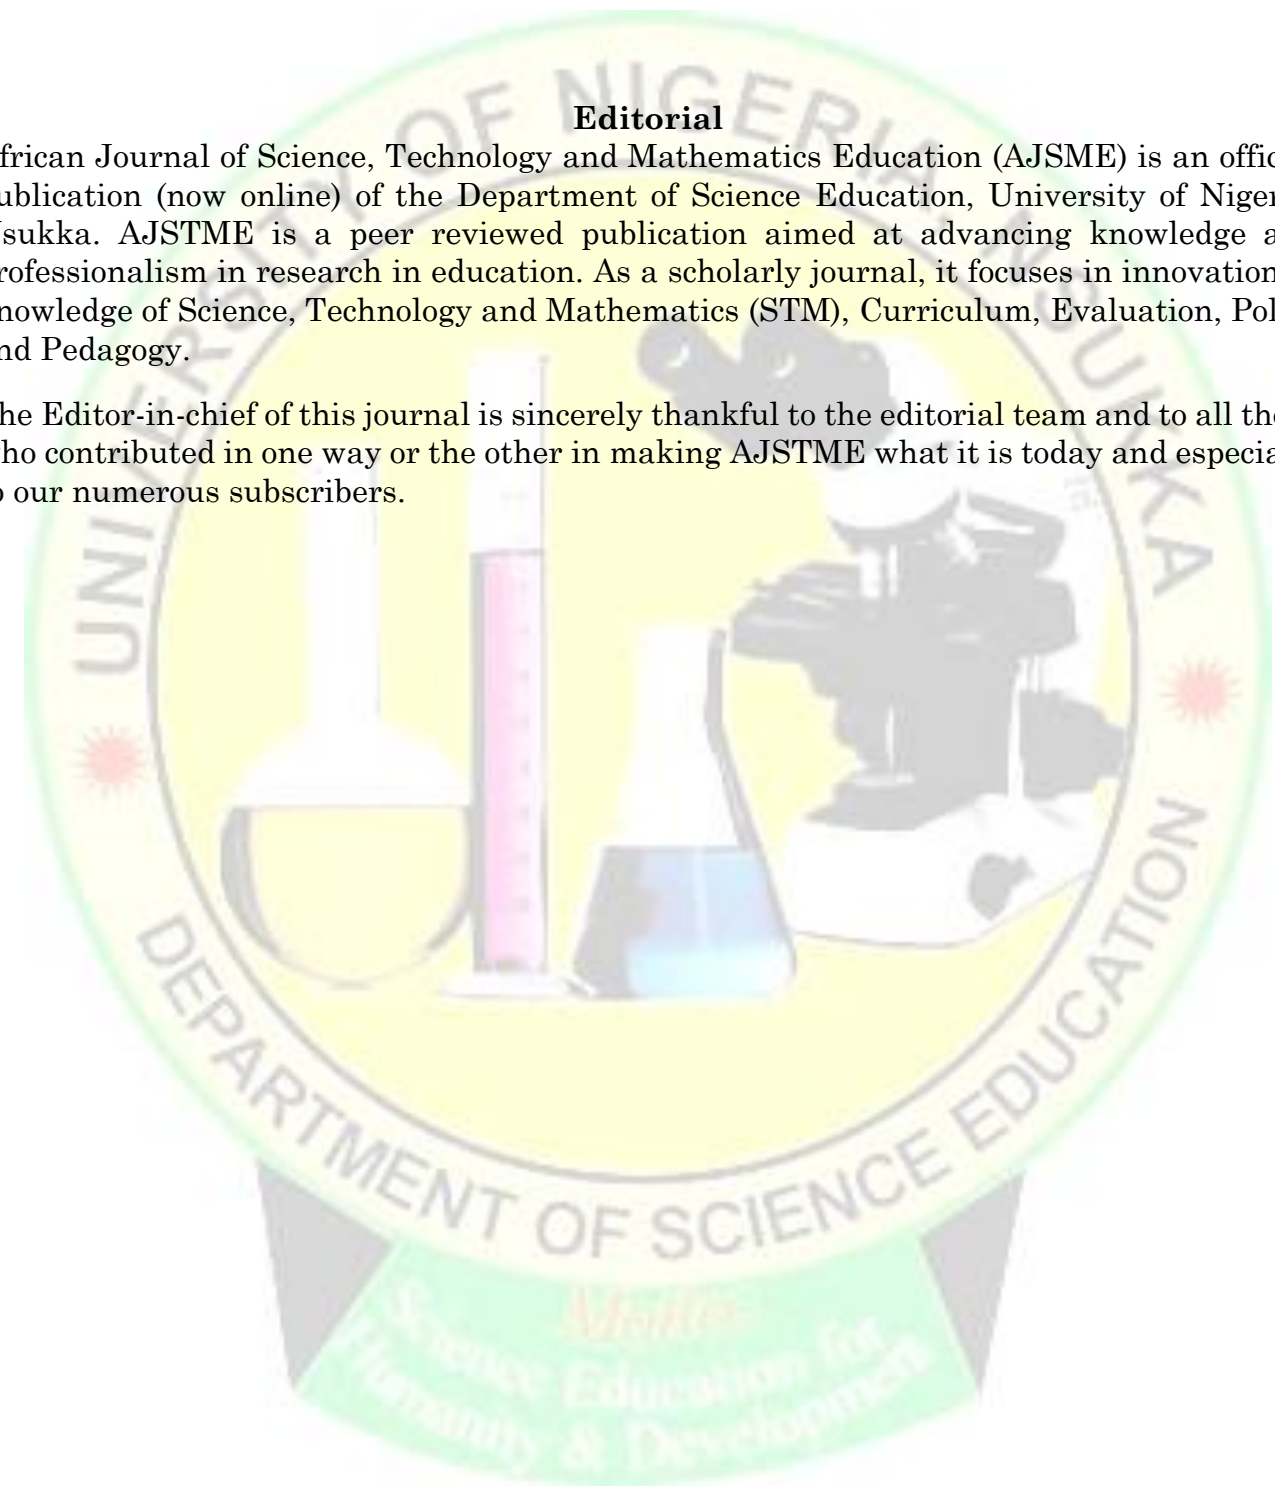 UNIVERSITY OF NIGERIA, NSUKKA
Editorial
frican Journal of Science, Technology and Mathematics Education (AJSME) is an offic
ublication (now online) of the Department of Science Education, University of Niger
sukka. AJSTME is a peer reviewed publication aimed at advancing knowledge a
rofessionalism in research in education. As a scholarly journal, it focuses in innovation
nowledge of Science, Technology and Mathematics (STM), Curriculum, Evaluation, Pol
nd Pedagogy.
he Editor-in-chief of this journal is sincerely thankful to the editorial team and to all the
ho contributed in one way or the other in making AJSTME what it is today and especia
o our numerous subscribers.
DEPARTMENT OF SCIENCE EDUCATION
Motto:
Science Education for
Humanity & Development